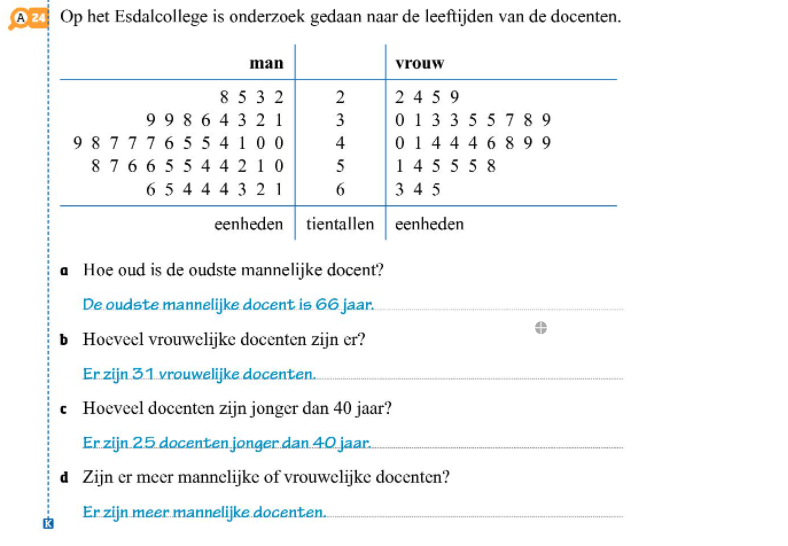 A 24 Op het Esdalcollege is onderzoek gedaan naar de leeftijden van de docenten.
man vrouw
8 5 3 2 2 2 4 5 9
9 9 8 6 4 3 2 1 3 0 1 3 3 5 5 7 8 9
9 8 7 7 7 6 5 5 4 1 0 0 4 0 1 4 4 4 6 8 9 9
8 7 6 6 5 5 4 4 2 1 0 5 1 4 5 5 5 8
6 5 4 4 4 3 2 1 6 3 4 5
eenheden tientallen eenheden
a Hoe oud is de oudste mannelijke docent?
De oudste mannelijke docent is 66 jaar.
b Hoeveel vrouwelijke docenten zijn er?
Er zijn 31 vrouwelijke docenten.
c Hoeveel docenten zijn jonger dan 40 jaar?
Er zijn 25 docenten jonger dan 40 jaar.
d Zijn er meer mannelijke of vrouwelijke docenten?
Er zijn meer mannelijke docenten.
K